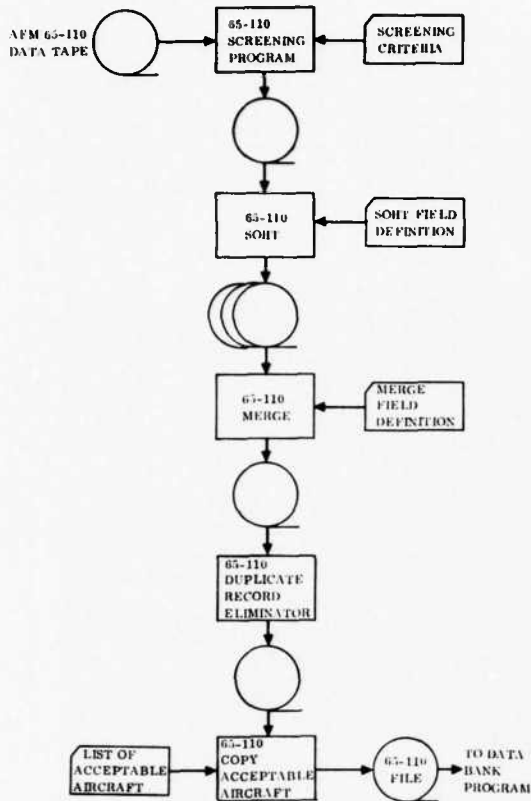 AFM 65-110
DATA TAPE
65-110
SCREENING
PROGRAM
SCREENING
CRITERIA
65-110
SORT
SORT FIELD
DEFINITION
65-110
MERGE
MERGE
FIELD
DEFINITION
65-110
DUPLICATE
RECORD
ELIMINATOR
LIST OF
ACCEPTABLE
AIRCRAFT
65-110
COPY
ACCEPTABLE
AIRCRAFT
65-110
FILE
TO DATA
BANK
PROGRAM